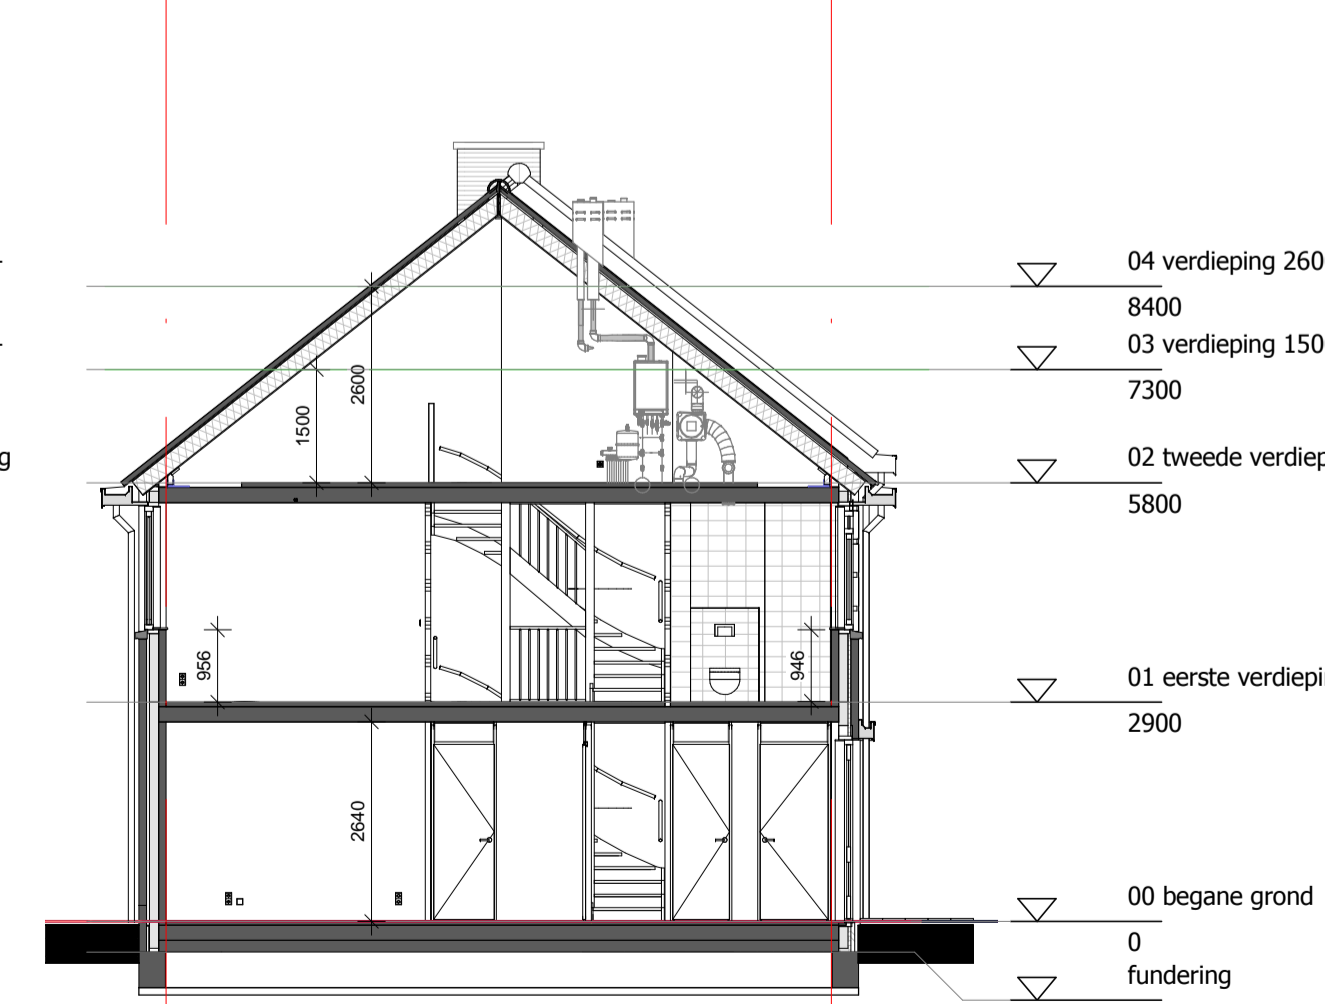 04 verdieping 260
8400
03 verdieping 150
7300
g
02 tweede verdiep
5800
01 eerste verdiepi
2900
00 begane grond
0
fundering
2600
1500
956
946
2640